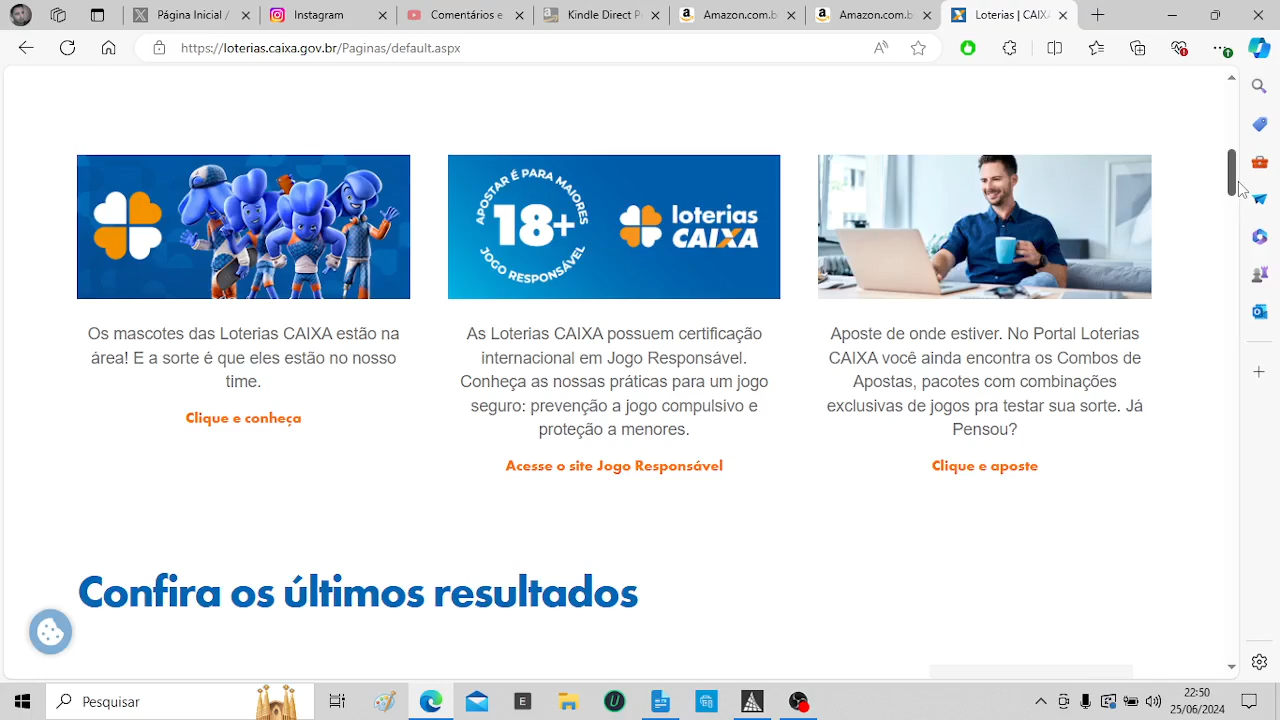 Página inicial /
Instagram
Comentários e
Kindle Direct P
Amazon.com.b
Amazon.com.b
Loterias | CAIXA
https://loterias.caixa.gov.br/Paginas/default.aspx
APOSTAR É PARA MAIORES
18+
JOGO RESPONSÁVEL
loterias
CAIXA
Os mascotes das Loterias CAIXA estão na
área! E a sorte é que eles estão no nosso
time.
Clique e conheça
As Loterias CAIXA possuem certificação
internacional em Jogo Responsável.
Conheça as nossas práticas para um jogo
seguro: prevenção a jogo compulsivo e
proteção a menores.
Acesse o site Jogo Responsável
Aposte de onde estiver. No Portal Loterias
CAIXA você ainda encontra os Combos de
Apostas, pacotes com combinações
exclusivas de jogos pra testar sua sorte. Já
Pensou?
Clique e aposte
Confira os últimos resultados
Pesquisar
22:50
25/06/2024